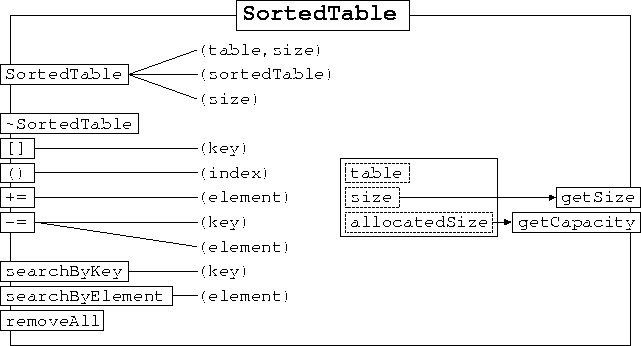 SortedTable
(table,size)
SortedTable (sortedTable)
(size)
~SortedTable
[] (key)
() (index)
+= (element)
-= (key)
(element)
searchByKey (key)
searchByElement (element)
removeAll
table
size getSize
allocatedSize getCapacity